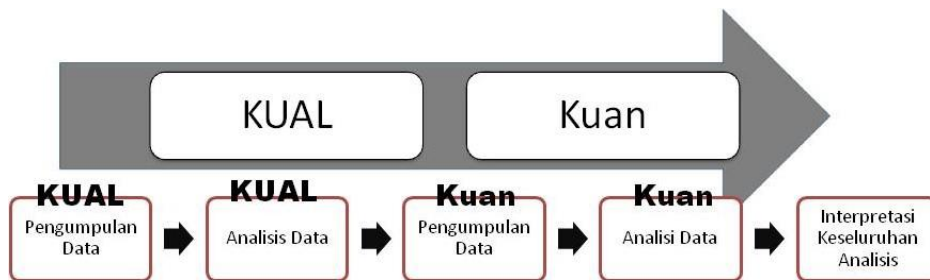 KUAL
Kuan
KUAL
Pengumpulan
Data
KUAL
Analisis Data
Kuan
Pengumpulan
Data
Kuan
Analisi Data
Interpretasi
Keseluruhan
Analisis